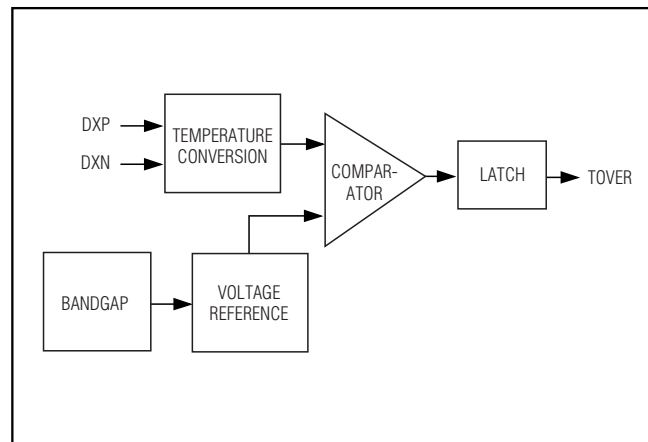 DXP
DXN
TEMPERATURE
CONVERSION
COMPAR-
ATOR
LATCH
TOVER
BANDGAP
VOLTAGE
REFERENCE